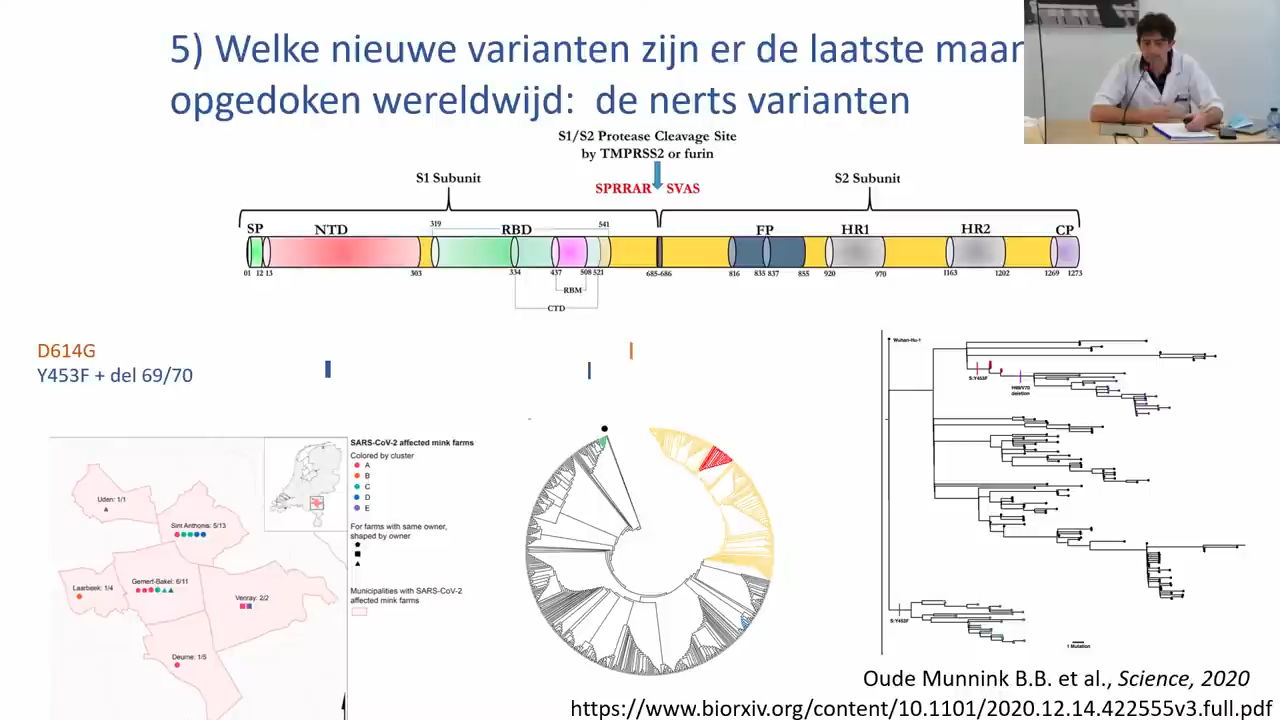 5) Welke nieuwe varianten zijn er de laatste maan
opgedoken wereldwijd: de nerts varianten
S1/S2 Protease Cleavage Site
by TMPRSS2 or furin
S1 Subunit
SPRRAR SVAS
S2 Subunit
SP NTD 319 RBD 541 FP HR1 HR2 CP
01 12 13 303 334 437 508 521 685-686 816 835 837 855 920 970 1163 1202 1269 1273
RBM
CTD
D614G
Y453F + del 69/70
SARS-CoV-2 affected mink farms
Colored by cluster
A
B
C
D
E
For farms with same owner,
shaped by owner
Municipalities with SARS-CoV-2
affected mink farms
Uden: 1/1
Sint Anthonis: 5/13
Laarbeek: 1/4
Gemert-Bakel: 6/11
Venray: 2/2
Deurne: 1/5
Wuhan-Hu-1
S:Y453F
H69/V70
deletion
S:Y453F
1 Mutation
Oude Munnink B.B. et al., Science, 2020
https://www.biorxiv.org/content/10.1101/2020.12.14.422555v3.full.pdf